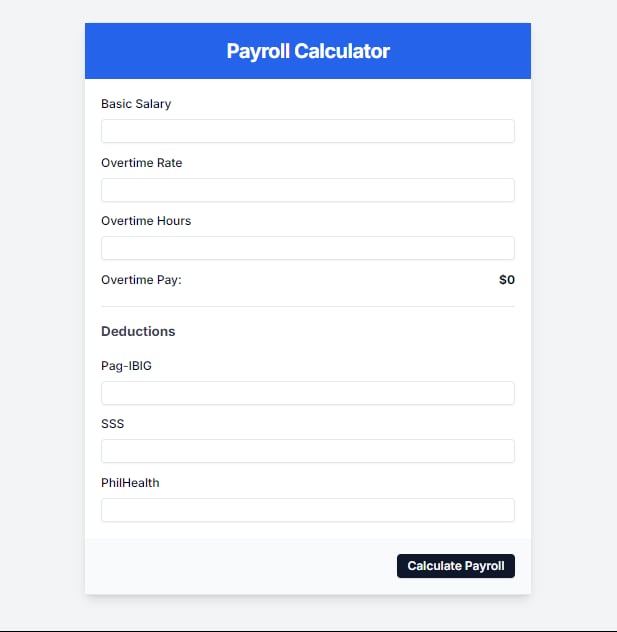 Payroll Calculator
Basic Salary
Overtime Rate
Overtime Hours
Overtime Pay: $0
Deductions
Pag-IBIG
SSS
PhilHealth
Calculate Payroll